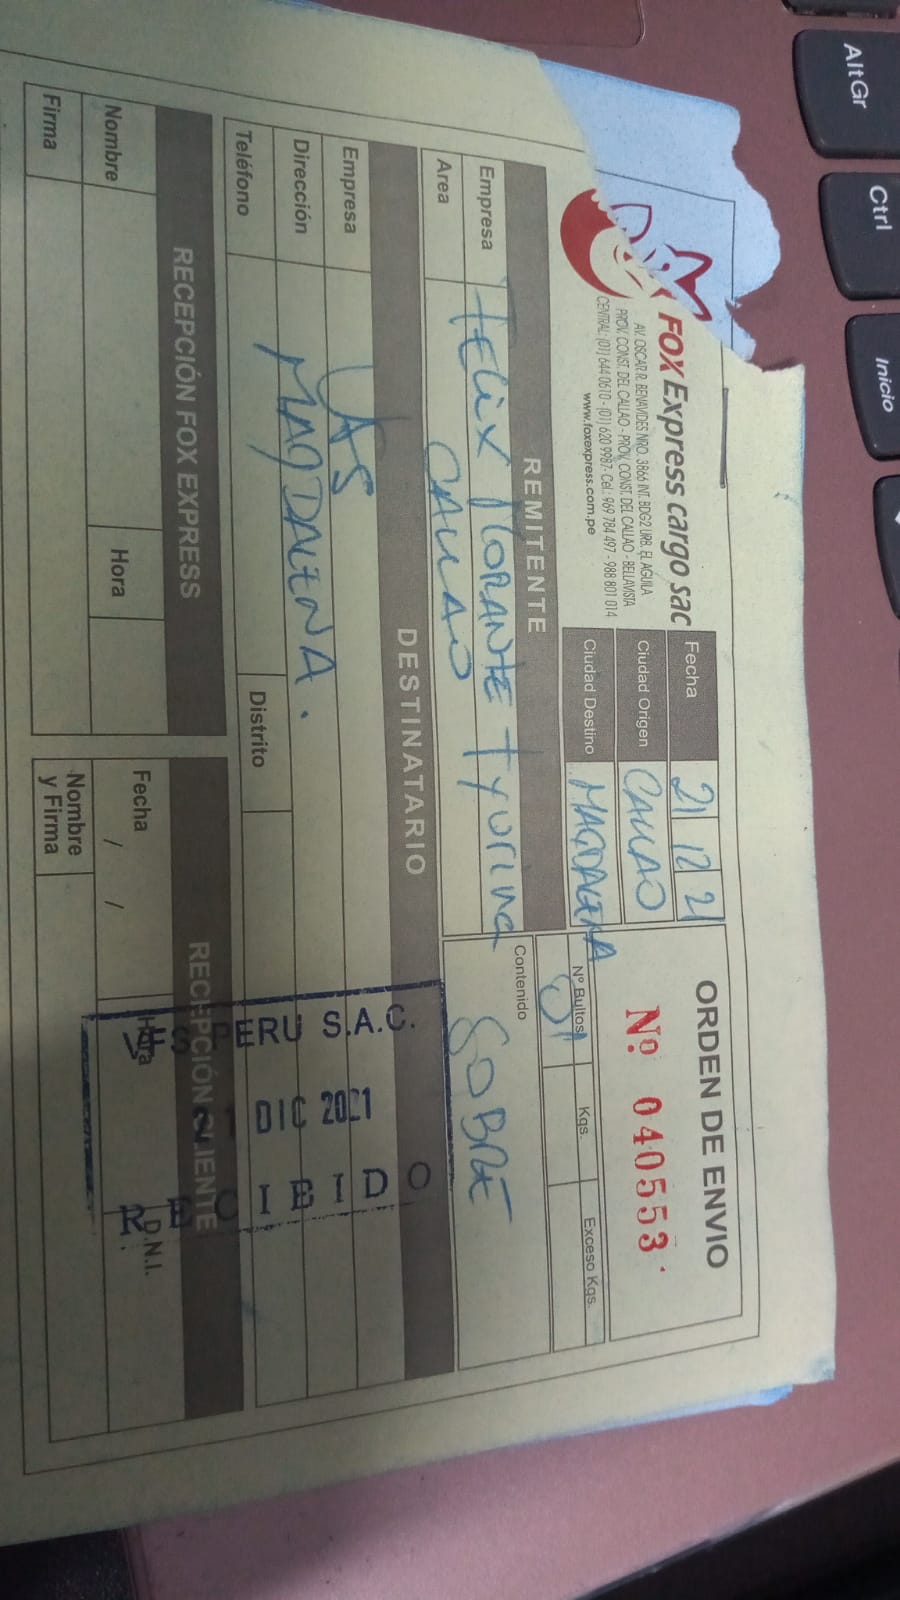 FOX Express cargo sac
AV. OSCAR R. BENAVIDES NRO. 3866 INT. BDG2 URB. EL AGUILA
PROV. CONST. DEL CALLAO - PROV. CONST. DEL CALLAO - BELLAVISTA
CENTRAL: (01) 644 0610 - (01) 620 9987 - Cel.: 969 784 497 - 988 801 014
www.foxexpress.com.pe
Fecha 21 12 21
Ciudad Origen CALLAO
Ciudad Destino MAGDALENA
ORDEN DE ENVIO
Nº 040553
REMITENTE
Nº Bultos 01 Kgs. Exceso Kgs.
Empresa FELIX MORANTE Tyurina
Area CALLAO
Contenido SOBRE
DESTINATARIO
Empresa
Dirección MAGDALENA.
Teléfono Distrito
RECEPCIÓN FOX EXPRESS
Nombre Hora
Firma
RECEPCIÓN CLIENTE
Fecha / / Hora D.N.I.
Nombre
y Firma
VFS PERU S.A.C.
21 DIC 2021
RECIBIDO
AltGr
Ctrl
Inicio